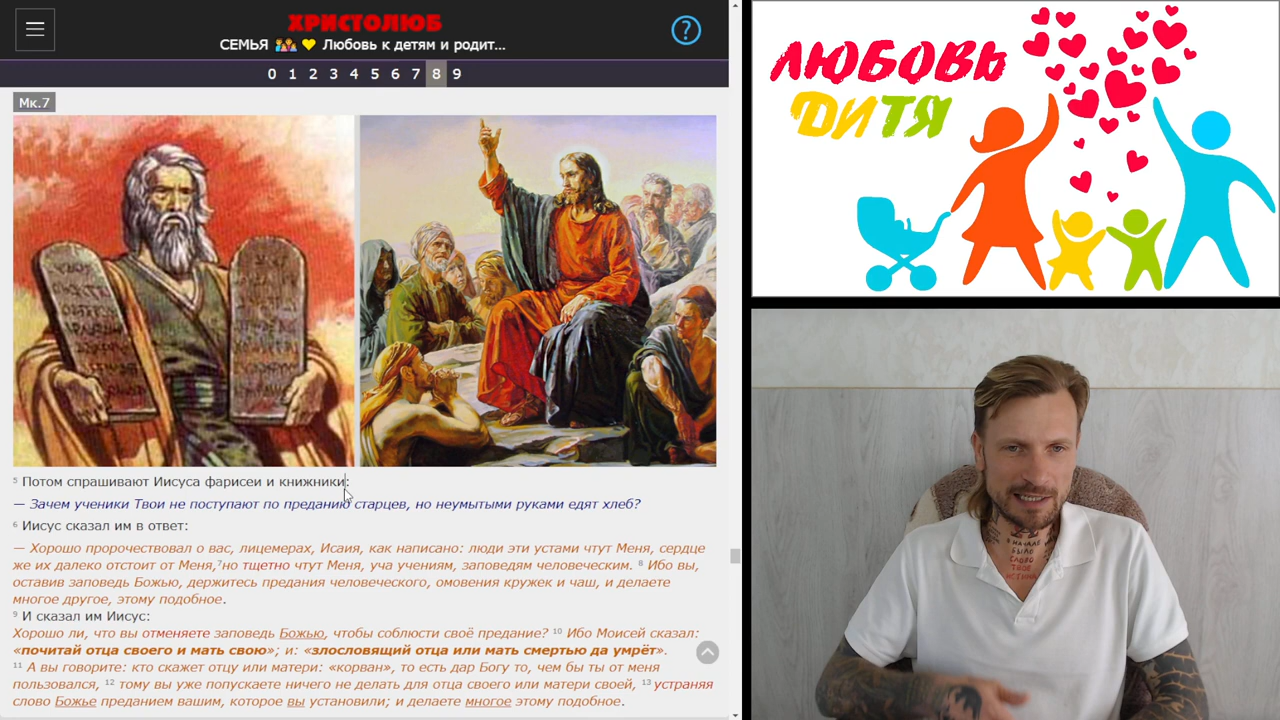 ХРИСТОЛЮБ
СЕМЬЯ 👫 💛 Любовь к детям и родит...
0 1 2 3 4 5 6 7 8 9
Мк.7
5 Потом спрашивают Иисуса фарисеи и книжники:
— Зачем ученики Твои не поступают по преданию старцев, но неумытыми руками едят хлеб?
6 Иисус сказал им в ответ:
— Хорошо пророчествовал о вас, лицемерах, Исаия, как написано: люди эти устами чтут Меня, сердце
же их далеко отстоит от Меня,7но тщетно чтут Меня, уча учениям, заповедям человеческим. 8 Ибо вы,
оставив заповедь Божью, держитесь предания человеческого, омовения кружек и чаш, и делаете
многое другое, этому подобное.
9 И сказал им Иисус:
Хорошо ли, что вы отменяете заповедь Божью, чтобы соблюсти своё предание? 10 Ибо Моисей сказал:
«почитай отца своего и мать свою»; и: «злословящий отца или мать смертью да умрёт».
11 А вы говорите: кто скажет отцу или матери: «корван», то есть дар Богу то, чем бы ты от меня
пользовался, 12 тому вы уже попускаете ничего не делать для отца своего или матери своей, 13 устраняя
слово Божье преданием вашим, которое вы установили; и делаете многое этому подобное.
ЛЮБОВЬ
ДИТЯ
В НАЧАЛЕ
БЫЛО
СЛОВО
ТВОЕ